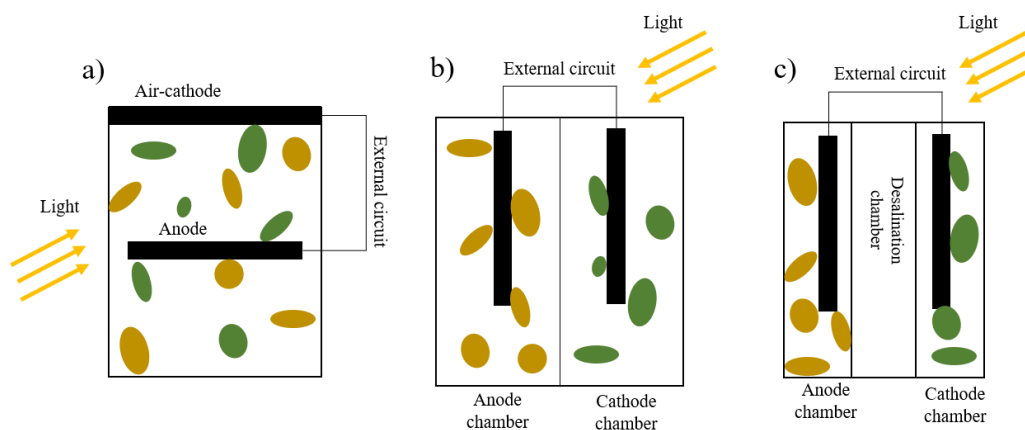 a)
Air-cathode
External circuit
Light
Anode
b)
Light
External circuit
Anode
chamber
Cathode
chamber
c)
Light
External circuit
Desalination
chamber
Anode
chamber
Cathode
chamber